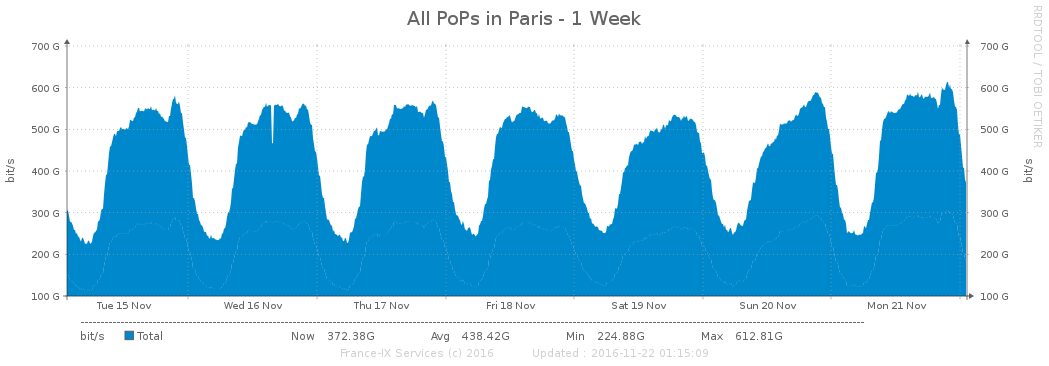 All PoPs in Paris - 1 Week
RRDTOOL / TOBI OETIKER
700 G 700 G
600 G 600 G
500 G 500 G
400 G 400 G
300 G 300 G
200 G 200 G
100 G 100 G
bit/s
bit/s
Tue 15 Nov Wed 16 Nov Thu 17 Nov Fri 18 Nov Sat 19 Nov Sun 20 Nov Mon 21 Nov
bit/s Total Now 372.38G Avg 438.42G Min 224.88G Max 612.81G
France-IX Services (c) 2016 Updated : 2016-11-22 01:15:09